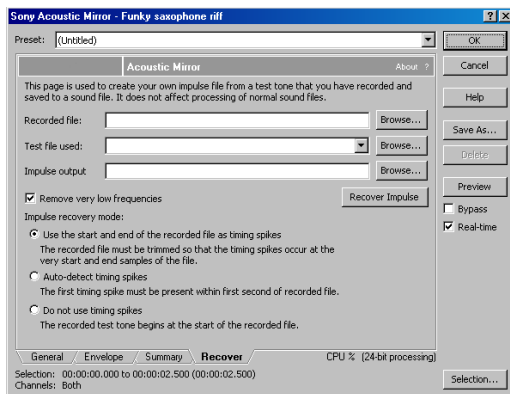 Sony Acoustic Mirror - Funky saxophone riff
Preset: (Untitled)
OK
Acoustic Mirror
About ?
Cancel
This page is used to create your own impulse file from a test tone that you have recorded and
saved to a sound file. It does not affect processing of normal sound files.
Help
Recorded file:
Browse...
Save As...
Test file used:
Browse...
Delete
Impulse output
Browse...
Preview
Remove very low frequencies
Recover Impulse
Bypass
Impulse recovery mode:
Real-time
Use the start and end of the recorded file as timing spikes
The recorded file must be trimmed so that the timing spikes occur at the
very start and end samples of the file.
Auto-detect timing spikes
The first timing spike must be present within first second of recorded file.
Do not use timing spikes
The recorded test tone begins at the start of the recorded file.
General Envelope Summary Recover
CPU % (24-bit processing)
Selection: 00:00:00.000 to 00:00:02.500 (00:00:02.500)
Channels: Both
Selection...